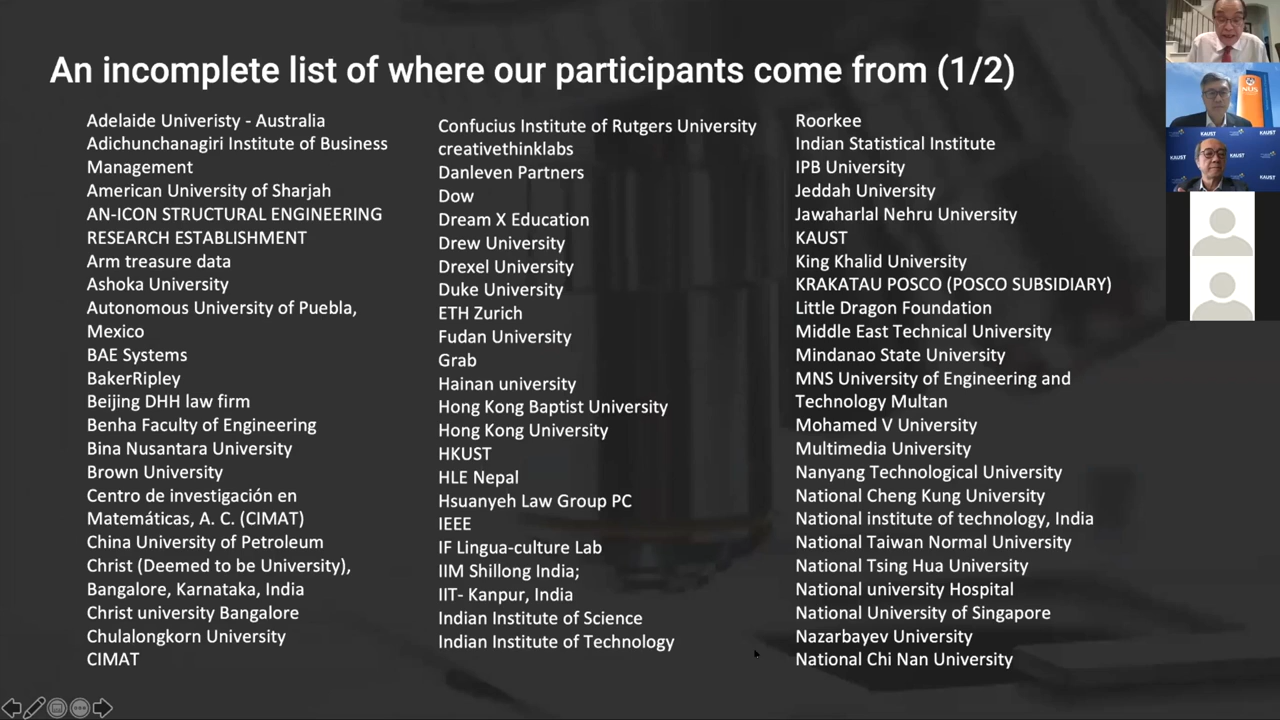 An incomplete list of where our participants come from (1/2)
Adelaide Univeristy - Australia
Adichunchanagiri Institute of Business
Management
American University of Sharjah
AN-ICON STRUCTURAL ENGINEERING
RESEARCH ESTABLISHMENT
Arm treasure data
Ashoka University
Autonomous University of Puebla,
Mexico
BAE Systems
BakerRipley
Beijing DHH law firm
Benha Faculty of Engineering
Bina Nusantara University
Brown University
Centro de investigación en
Matemáticas, A. C. (CIMAT)
China University of Petroleum
Christ (Deemed to be University),
Bangalore, Karnataka, India
Christ university Bangalore
Chulalongkorn University
CIMAT
Confucius Institute of Rutgers University
creativethinklabs
Danleven Partners
Dow
Dream X Education
Drew University
Drexel University
Duke University
ETH Zurich
Fudan University
Grab
Hainan university
Hong Kong Baptist University
Hong Kong University
HKUST
HLE Nepal
Hsuanyeh Law Group PC
IEEE
IF Lingua-culture Lab
IIM Shillong India;
IIT- Kanpur, India
Indian Institute of Science
Indian Institute of Technology
Roorkee
Indian Statistical Institute
IPB University
Jeddah University
Jawaharlal Nehru University
KAUST
King Khalid University
KRAKATAU POSCO (POSCO SUBSIDIARY)
Little Dragon Foundation
Middle East Technical University
Mindanao State University
MNS University of Engineering and
Technology Multan
Mohamed V University
Multimedia University
Nanyang Technological University
National Cheng Kung University
National institute of technology, India
National Taiwan Normal University
National Tsing Hua University
National university Hospital
National University of Singapore
Nazarbayev University
National Chi Nan University
NUS
KAUST
KAUST
KAUST